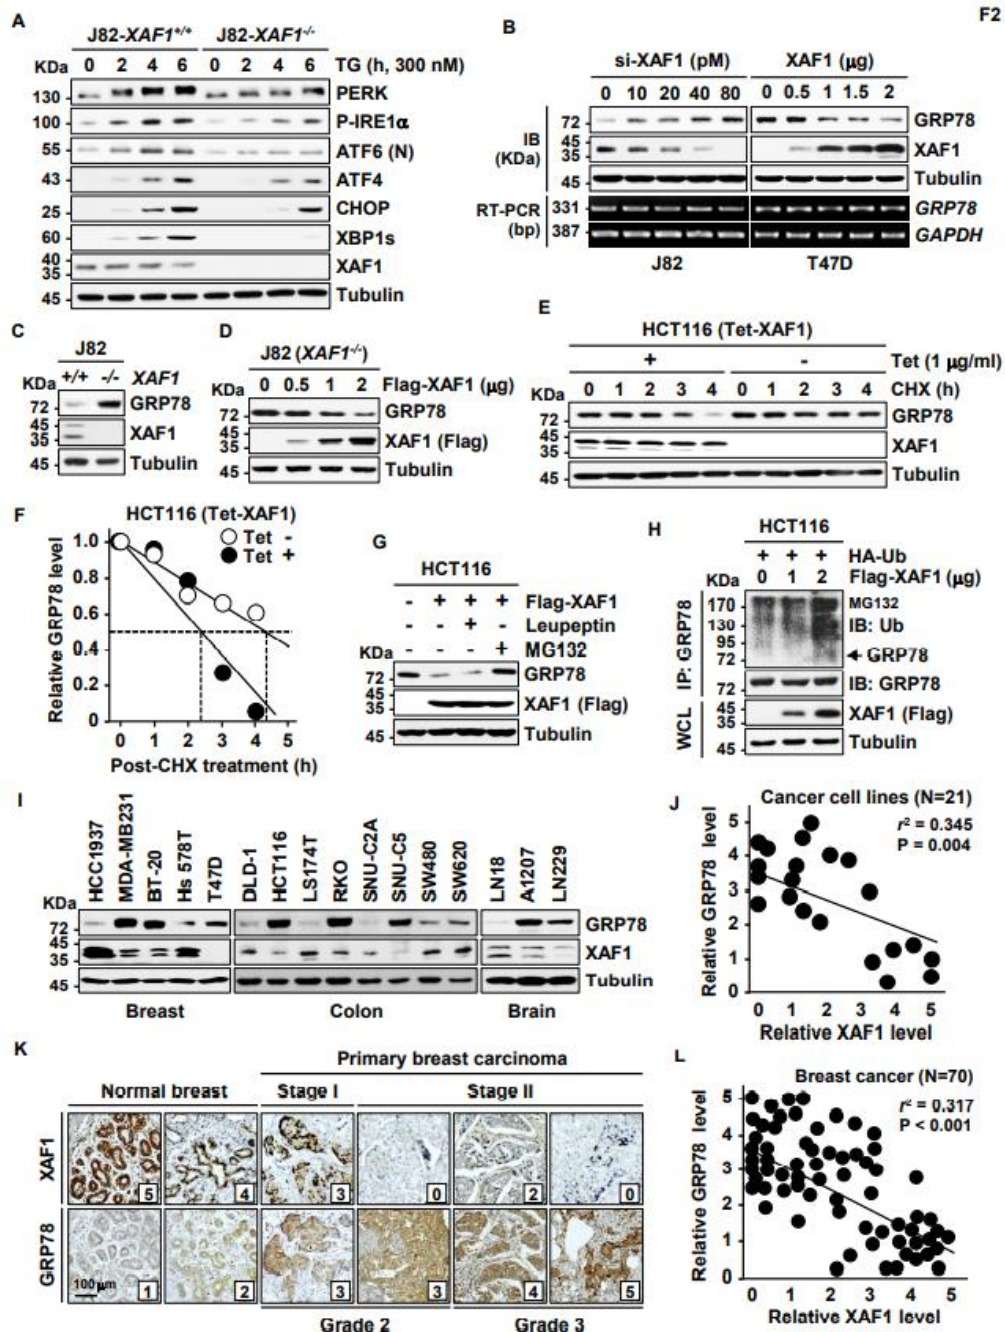 F2
A
J82-XAF1+/+ J82-XAF1-/-
KDa 0 2 4 6 0 2 4 6 TG (h, 300 nM)
130 PERK
100 P-IRE1α
55 ATF6 (N)
43 ATF4
25 CHOP
60 XBP1s
40
35 XAF1
45 Tubulin
B
si-XAF1 (pM) XAF1 (µg)
0 10 20 40 80 0 0.5 1 1.5 2
IB
(KDa)
72 GRP78
45
35 XAF1
45 Tubulin
RT-PCR
(bp)
331 GRP78
387 GAPDH
J82 T47D
C
J82
KDa +/+ -/- XAF1
72 GRP78
45
35 XAF1
45 Tubulin
D
J82 (XAF1-/-)
KDa 0 0.5 1 2 Flag-XAF1 (µg)
72 GRP78
45
35 XAF1 (Flag)
45 Tubulin
E
HCT116 (Tet-XAF1)
+ - Tet (1 µg/ml)
KDa 0 1 2 3 4 0 1 2 3 4 CHX (h)
72 GRP78
45
35 XAF1
45 Tubulin
F
HCT116 (Tet-XAF1)
Tet -
Tet +
Relative GRP78 level
1.0
0.8
0.6
0.4
0.2
0
0 1 2 3 4 5
Post-CHX treatment (h)
G
HCT116
- + + + Flag-XAF1
+ Leupeptin
+ MG132
KDa
72 GRP78
45
35 XAF1 (Flag)
45 Tubulin
H
HCT116
+ + + HA-Ub
KDa 0 1 2 Flag-XAF1 (µg)
IP: GRP78
170 MG132
130 IB: Ub
95
72 GRP78
72 IB: GRP78
WCL
45
35 XAF1 (Flag)
45 Tubulin
I
HCC1937 MDA-MB231 BT-20 Hs 578T T47D DLD-1 HCT116 LS174T RKO SNU-C2A SNU-C5 SW480 SW620 LN18 A1207 LN229
KDa
72 GRP78
45
35 XAF1
45 Tubulin
Breast Colon Brain
J
Cancer cell lines (N=21)
r2 = 0.345
P = 0.004
Relative GRP78 level
5
4
3
2
1
0
0 1 2 3 4 5
Relative XAF1 level
K
Primary breast carcinoma
Normal breast Stage I Stage II
XAF1
5 4 3 0 2 0
GRP78
100 µm
1 2 3 3 4 5
Grade 2 Grade 3
L
Breast cancer (N=70)
r2 = 0.317
P < 0.001
Relative GRP78 level
5
4
3
2
1
0
0 1 2 3 4 5
Relative XAF1 level